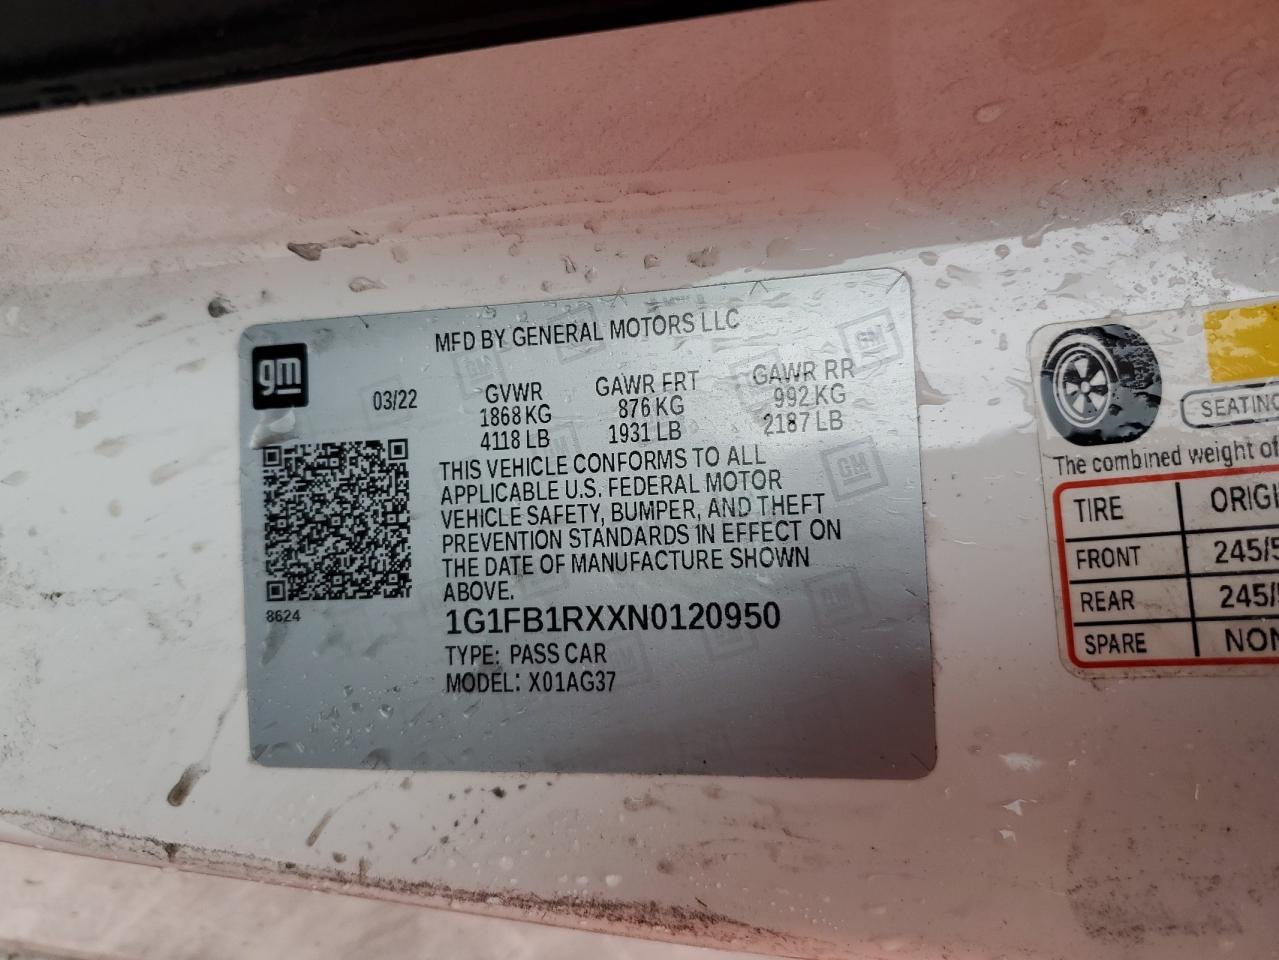 MFD BY GENERAL MOTORS LLC
gm
03/22
GVWR
1868 KG
4118 LB
GAWR FRT
876 KG
1931 LB
GAWR RR
992 KG
2187 LB
THIS VEHICLE CONFORMS TO ALL
APPLICABLE U.S. FEDERAL MOTOR
VEHICLE SAFETY, BUMPER, AND THEFT
PREVENTION STANDARDS IN EFFECT ON
THE DATE OF MANUFACTURE SHOWN
ABOVE.
8624
1G1FB1RXXN0120950
TYPE: PASS CAR
MODEL: X01AG37
GM
GM
The combined weight of
TIRE
FRONT 245/5
REAR 245/
SPARE